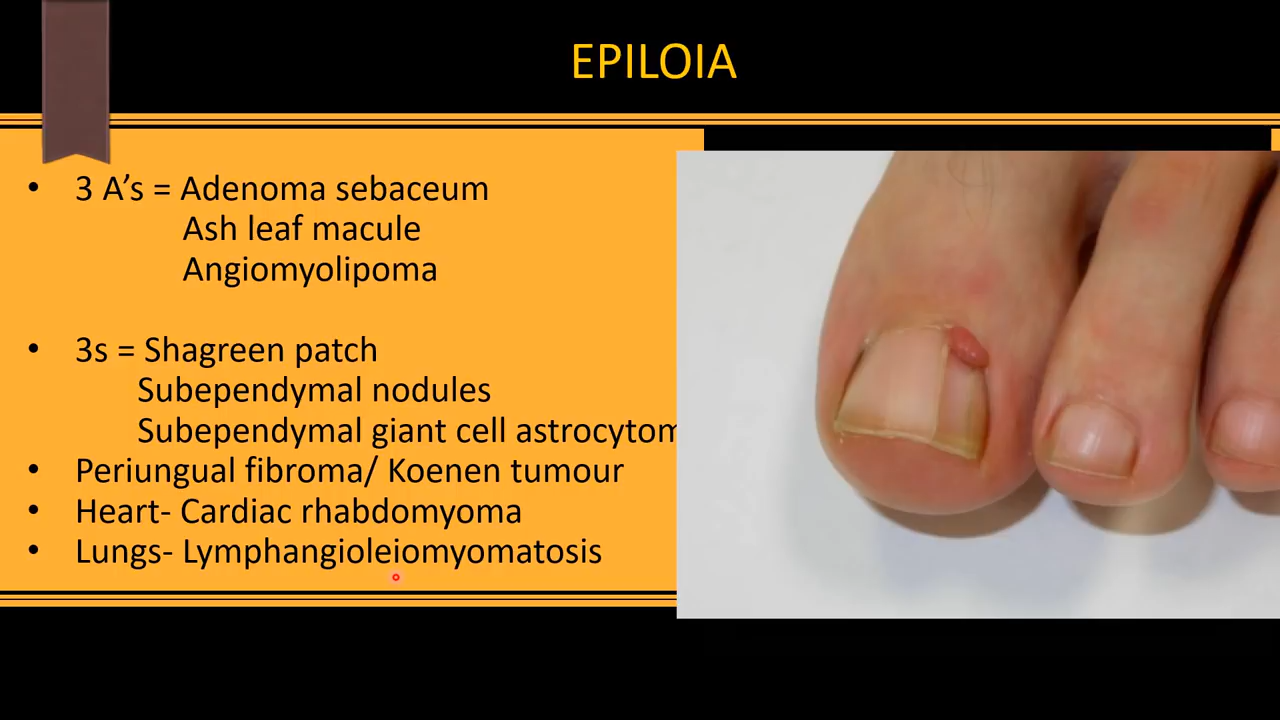 EPILOIA
• 3 A’s = Adenoma sebaceum
Ash leaf macule
Angiomyolipoma
• 3s = Shagreen patch
Subependymal nodules
Subependymal giant cell astrocytom
• Periungual fibroma/ Koenen tumour
• Heart- Cardiac rhabdomyoma
• Lungs- Lymphangioleiomyomatosis